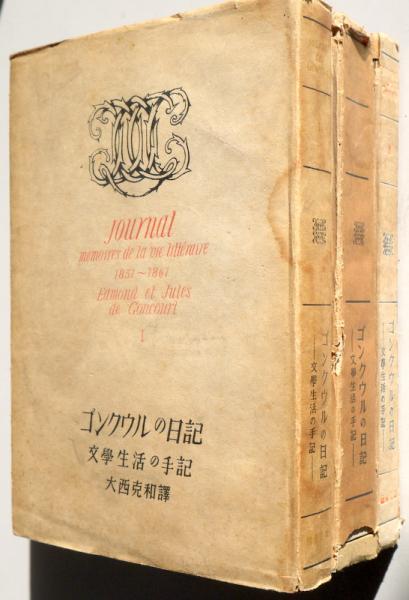 Journal
mémoires de la vie littéraire
1851~1861
Edmond et Jules
de Goncourt
I
ゴンクウルの日記
文學生活の手記
大西克和譯
ゴンクウルの日記
―文學生活の手記―
ゴンクウルの日記
―文學生活の手記―
ゴンクウルの日記
―文學生活の手記―